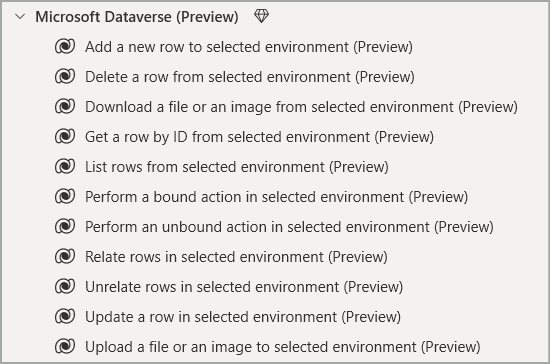 Microsoft Dataverse (Preview)
Add a new row to selected environment (Preview)
Delete a row from selected environment (Preview)
Download a file or an image from selected environment (Preview)
Get a row by ID from selected environment (Preview)
List rows from selected environment (Preview)
Perform a bound action in selected environment (Preview)
Perform an unbound action in selected environment (Preview)
Relate rows in selected environment (Preview)
Unrelate rows in selected environment (Preview)
Update a row in selected environment (Preview)
Upload a file or an image to selected environment (Preview)